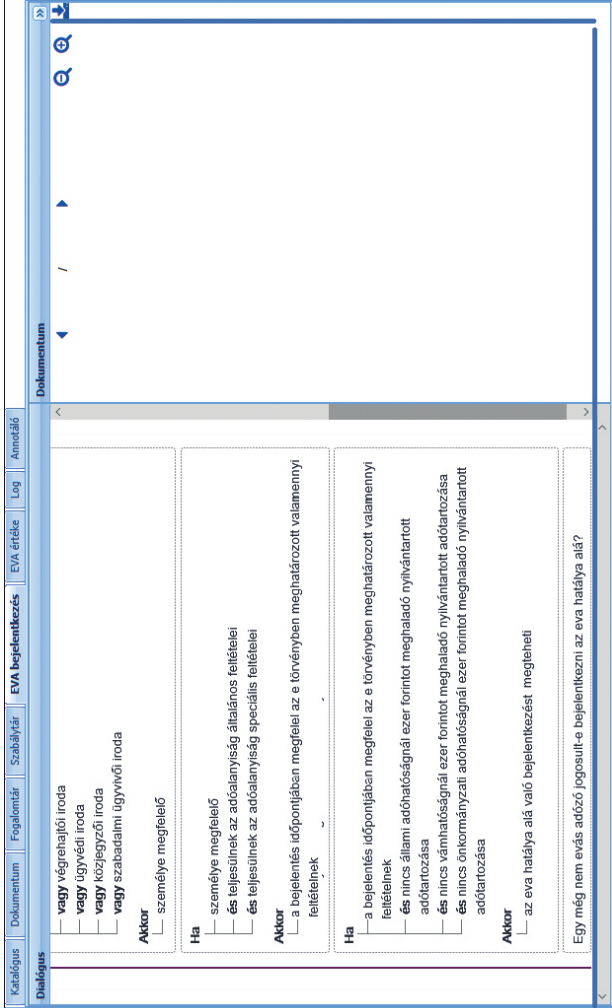 Katalógus Dokumentum Fogalomtár Szabálytár EVA bejelentkezés EVA értéke Log Annotáló
Dialógus
vagy végrehajtói iroda
vagy ügyvédi iroda
vagy közjegyzői iroda
vagy szabadalmi ügyvivői iroda
Akkor
személye megfelelő
Ha
személye megfelelő
és teljesülnek az adóalanyiság általános feltételei
és teljesülnek az adóalanyiság speciális feltételei
Akkor
a bejelentés időpontjában megfelel az e törvényben meghatározott valamennyi
feltételnek
Ha
a bejelentés időpontjában megfelel az e törvényben meghatározott valamennyi
feltételnek
és nincs állami adóhatóságnál ezer forintot meghaladó nyilvántartott
adótartozása
és nincs vámhatóságnál ezer forintot meghaladó nyilvántartott adótartozása
és nincs önkormányzati adóhatóságnál ezer forintot meghaladó nyilvántartott
adótartozása
Akkor
az eva hatálya alá való bejelentkezést megteheti
Egy még nem evás adózó jogosult-e bejelentkezni az eva hatálya alá?
Dokumentum
/